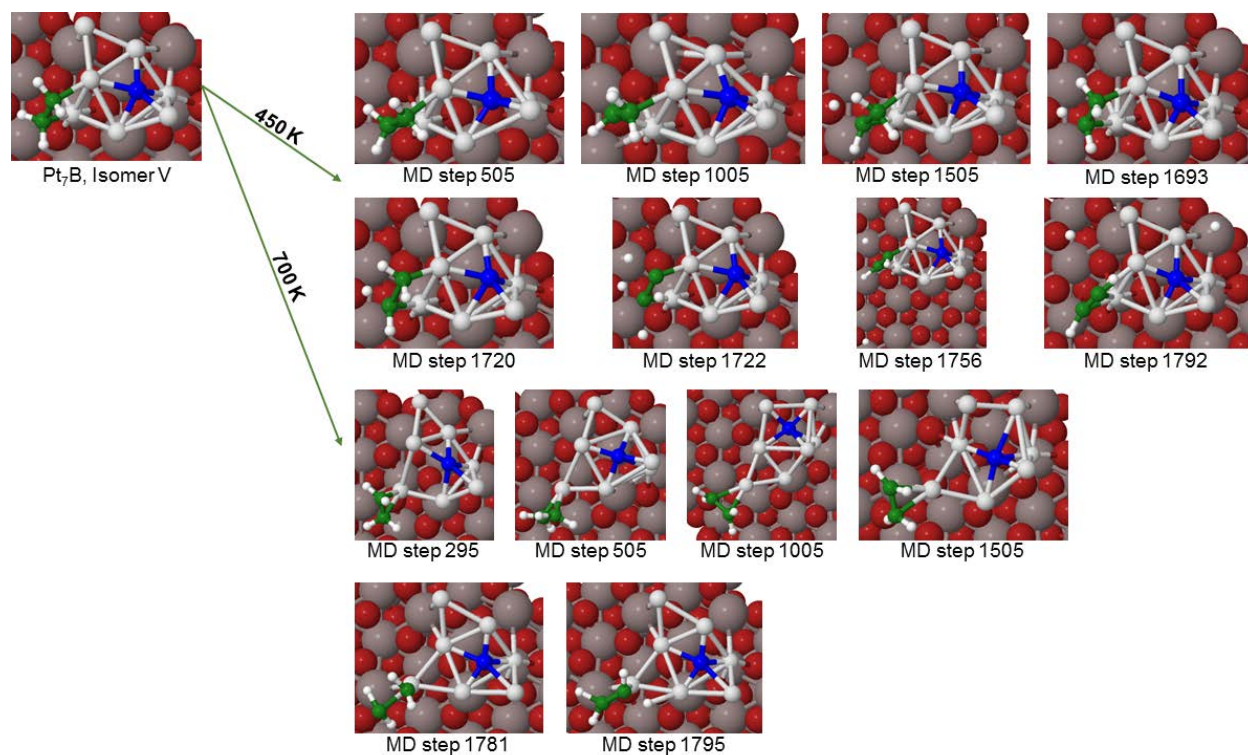 450 K
700 K
Pt₇B, Isomer V
MD step 505
MD step 1005
MD step 1505
MD step 1693
MD step 1720
MD step 1722
MD step 1756
MD step 1792
MD step 295
MD step 505
MD step 1005
MD step 1505
MD step 1781
MD step 1795